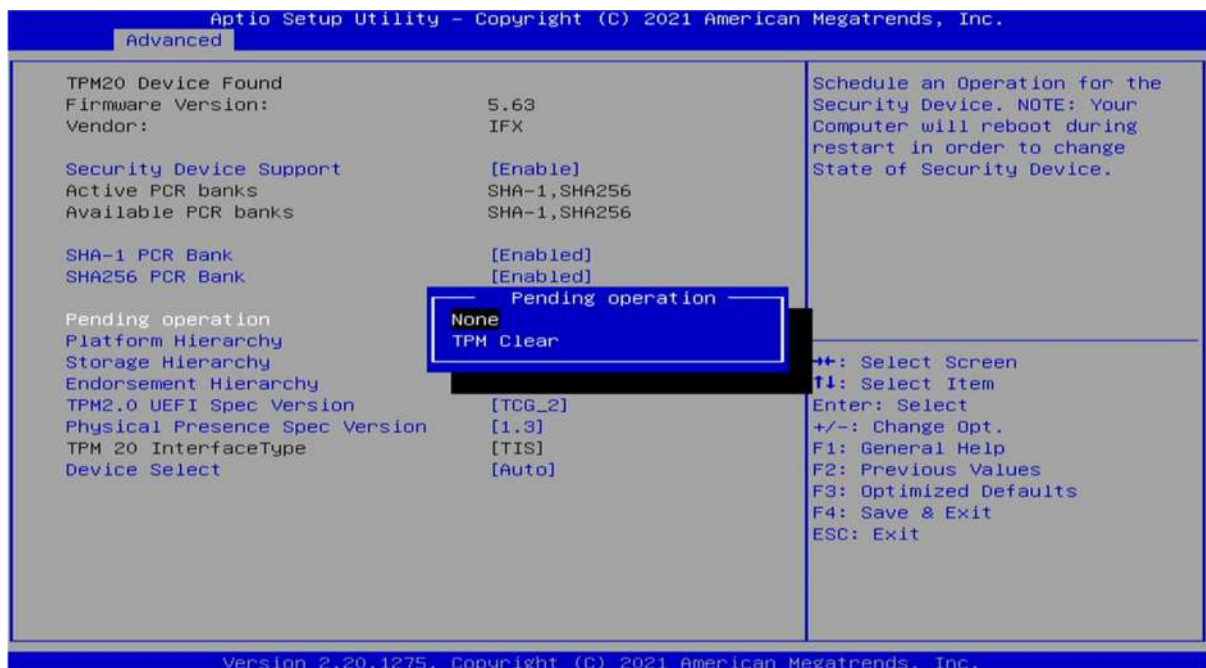 Aptio Setup Utility – Copyright (C) 2021 American Megatrends, Inc.
Advanced
TPM20 Device Found
Firmware Version: 5.63
Vendor: IFX
Security Device Support [Enable]
Active PCR banks SHA-1,SHA256
Available PCR banks SHA-1,SHA256
SHA-1 PCR Bank [Enabled]
SHA256 PCR Bank [Enabled]
Pending operation
Platform Hierarchy
Storage Hierarchy
Endorsement Hierarchy
TPM2.0 UEFI Spec Version [TCG_2]
Physical Presence Spec Version [1.3]
TPM 20 InterfaceType [TIS]
Device Select [Auto]
Pending operation
None
TPM Clear
Schedule an Operation for the
Security Device. NOTE: Your
Computer will reboot during
restart in order to change
State of Security Device.
→←: Select Screen
↑↓: Select Item
Enter: Select
+/-: Change Opt.
F1: General Help
F2: Previous Values
F3: Optimized Defaults
F4: Save & Exit
ESC: Exit
Version 2.20.1275. Copyright (C) 2021 American Megatrends, Inc.